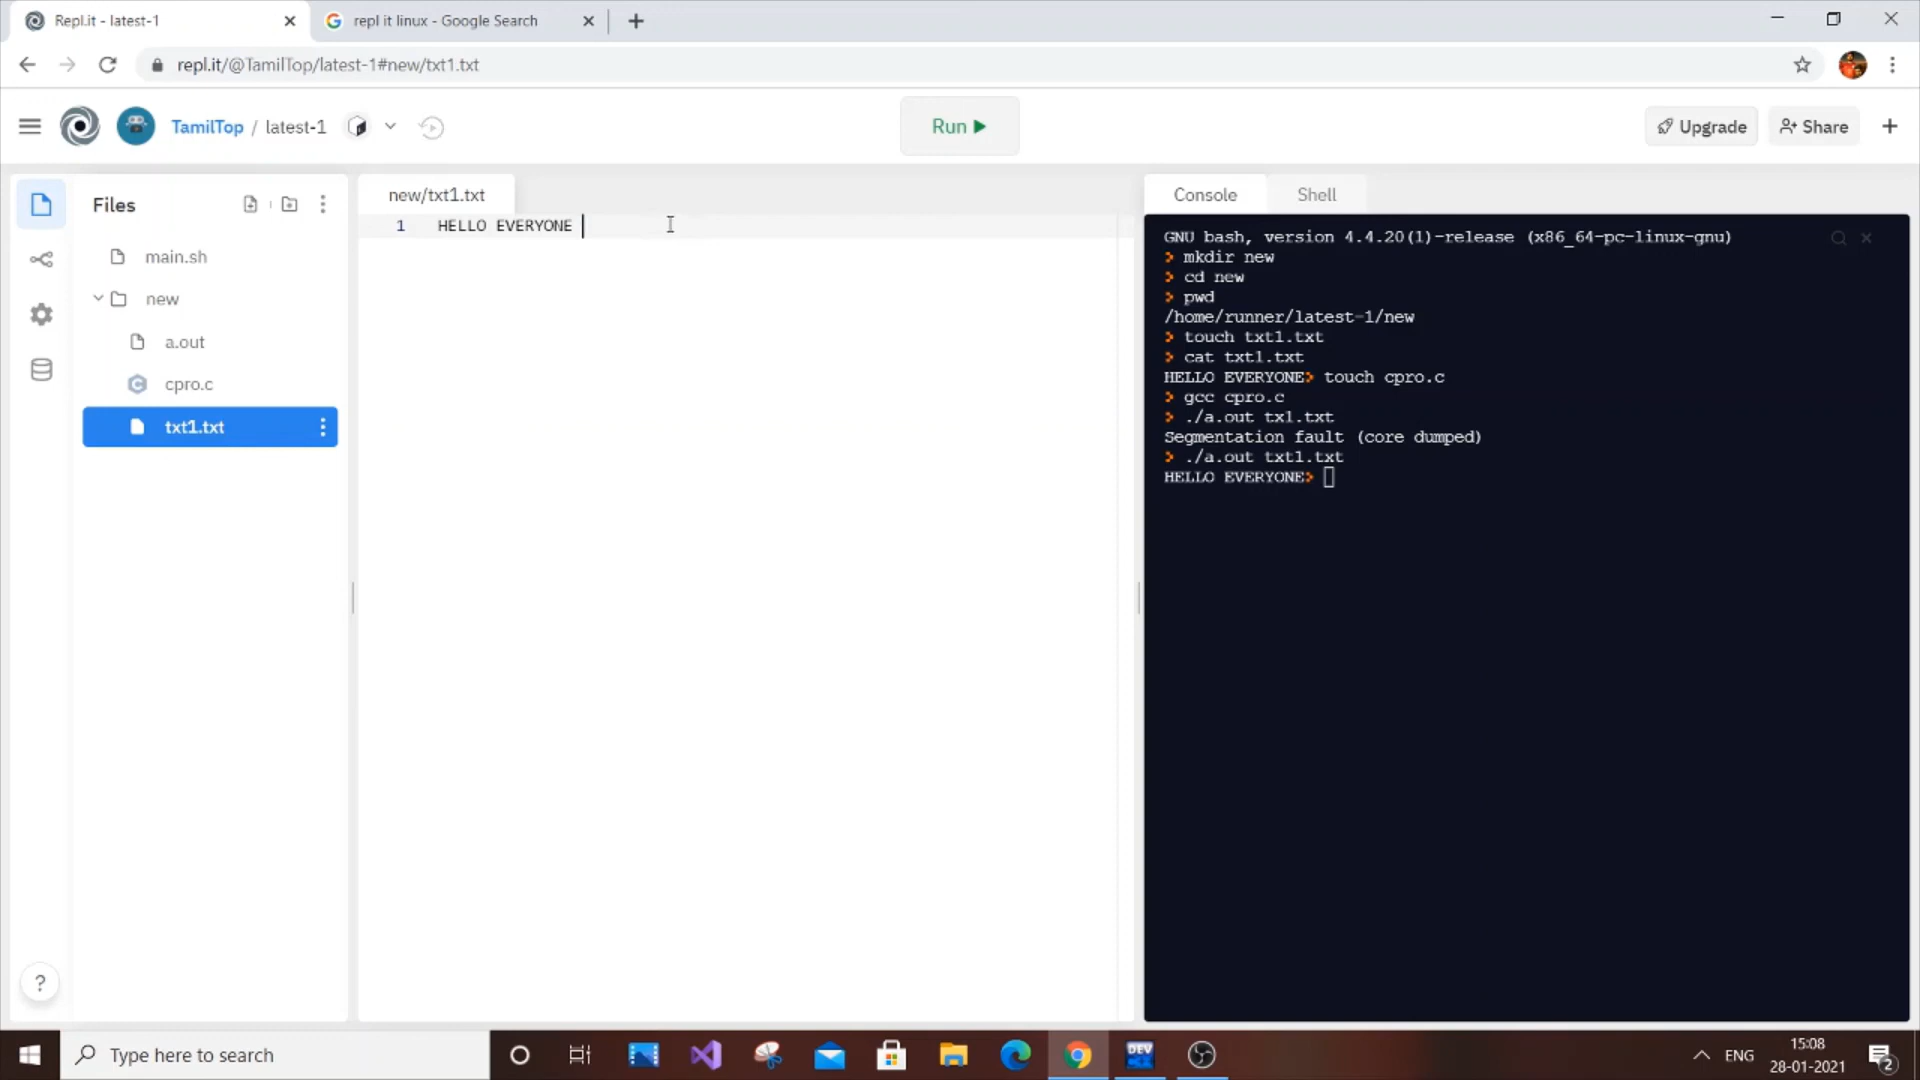 Repl.it - latest-1
repl it linux - Google Search
repl.it/@TamilTop/latest-1#new/txt1.txt
TamilTop / latest-1
Run
Upgrade
Share
Files
main.sh
new
a.out
cpro.c
txt1.txt
new/txt1.txt
1 HELLO EVERYONE
Console
Shell
GNU bash, version 4.4.20(1)-release (x86_64-pc-linux-gnu)
> mkdir new
> cd new
> pwd
/home/runner/latest-1/new
> touch txt1.txt
> cat txt1.txt
HELLO EVERYONE> touch cpro.c
> gcc cpro.c
> ./a.out tx1.txt
Segmentation fault (core dumped)
> ./a.out txt1.txt
HELLO EVERYONE>
?
Type here to search
DEV
ENG
15:08
28-01-2021
2